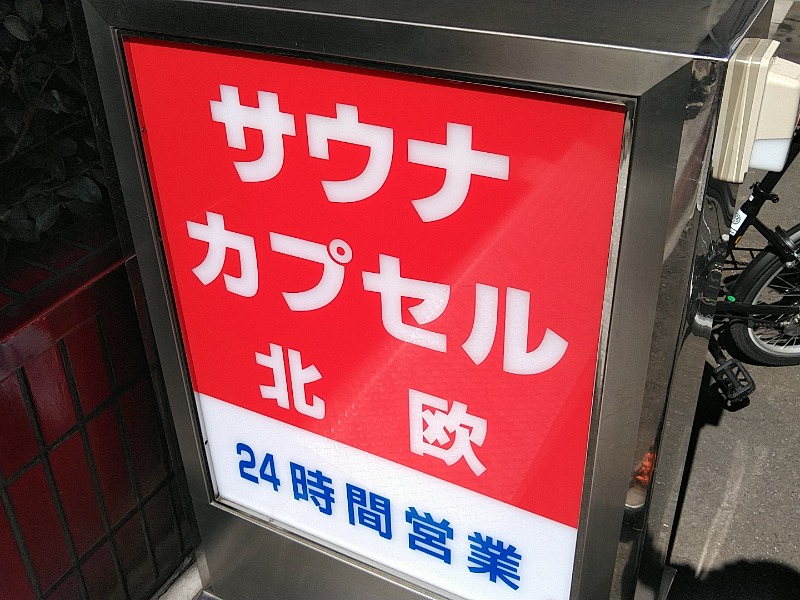 サウナ
カプセル
北欧
24時間営業